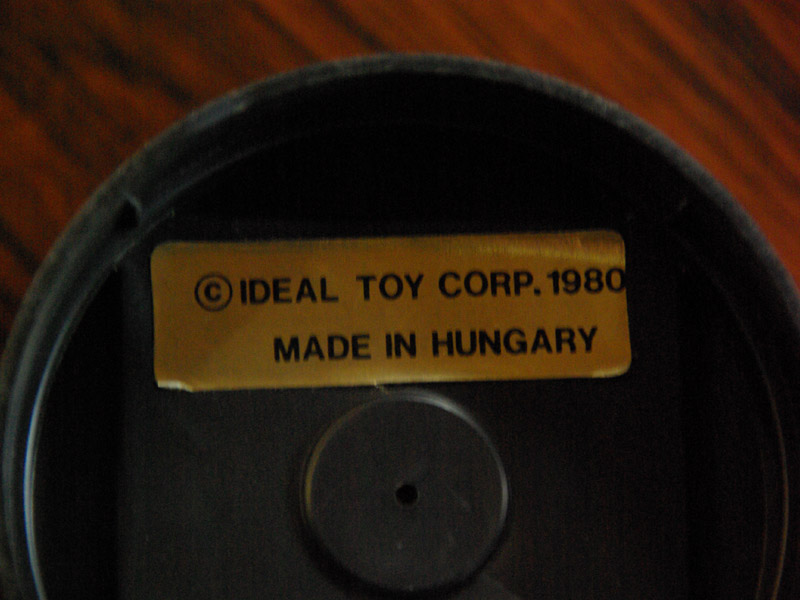 © IDEAL TOY CORP. 1980
MADE IN HUNGARY